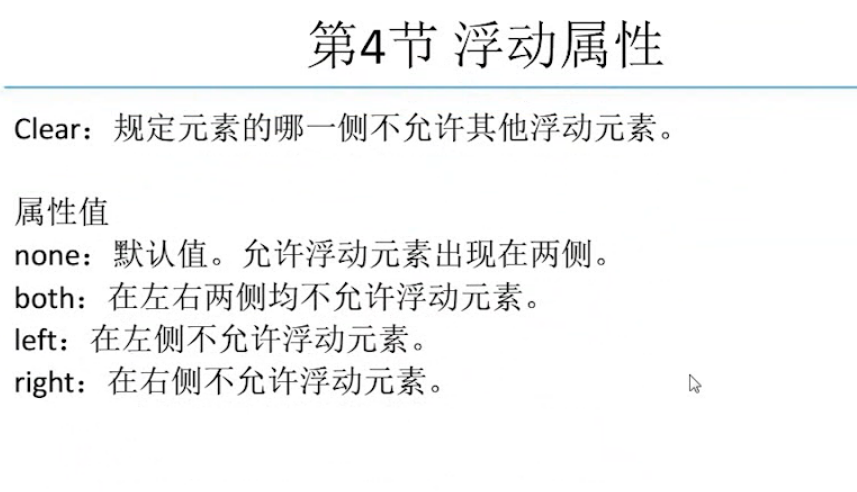 第4节 浮动属性
Clear：规定元素的哪一侧不允许其他浮动元素。
属性值
none：默认值。允许浮动元素出现在两侧。
both：在左右两侧均不允许浮动元素。
left：在左侧不允许浮动元素。
right：在右侧不允许浮动元素。